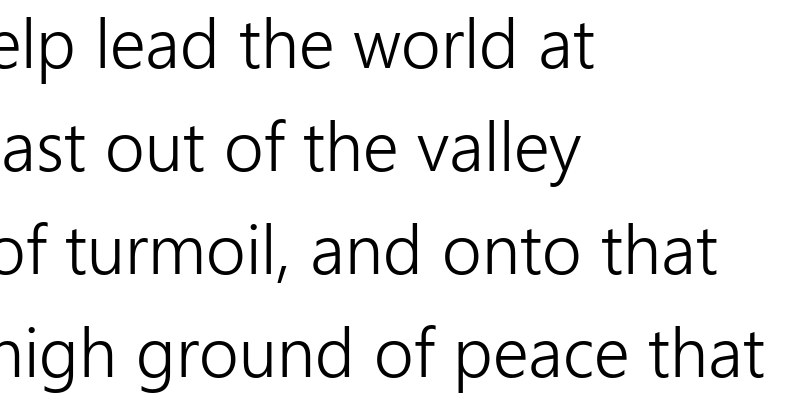 elp lead the world at
ast out of the valley
of turmoil, and onto that
high ground of peace that